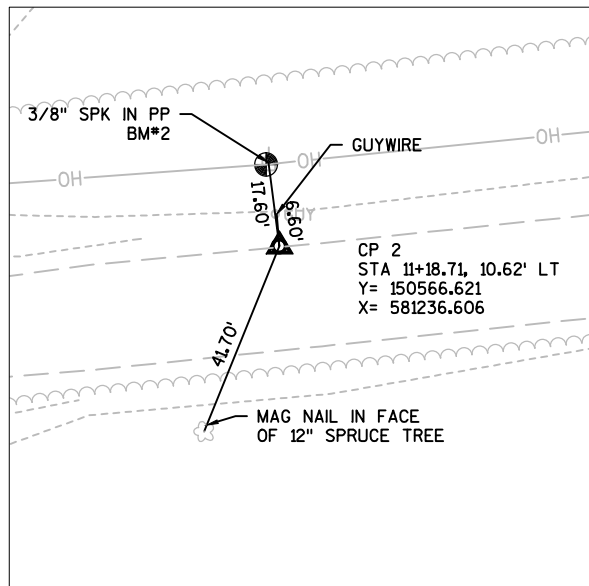 3/8" SPK IN PP
BM#2
GUYWIRE
OH
OH
OH
17.60'
6.60'
CP 2
STA 11+18.71, 10.62' LT
Y= 150566.621
X= 581236.606
41.70'
MAG NAIL IN FACE
OF 12" SPRUCE TREE